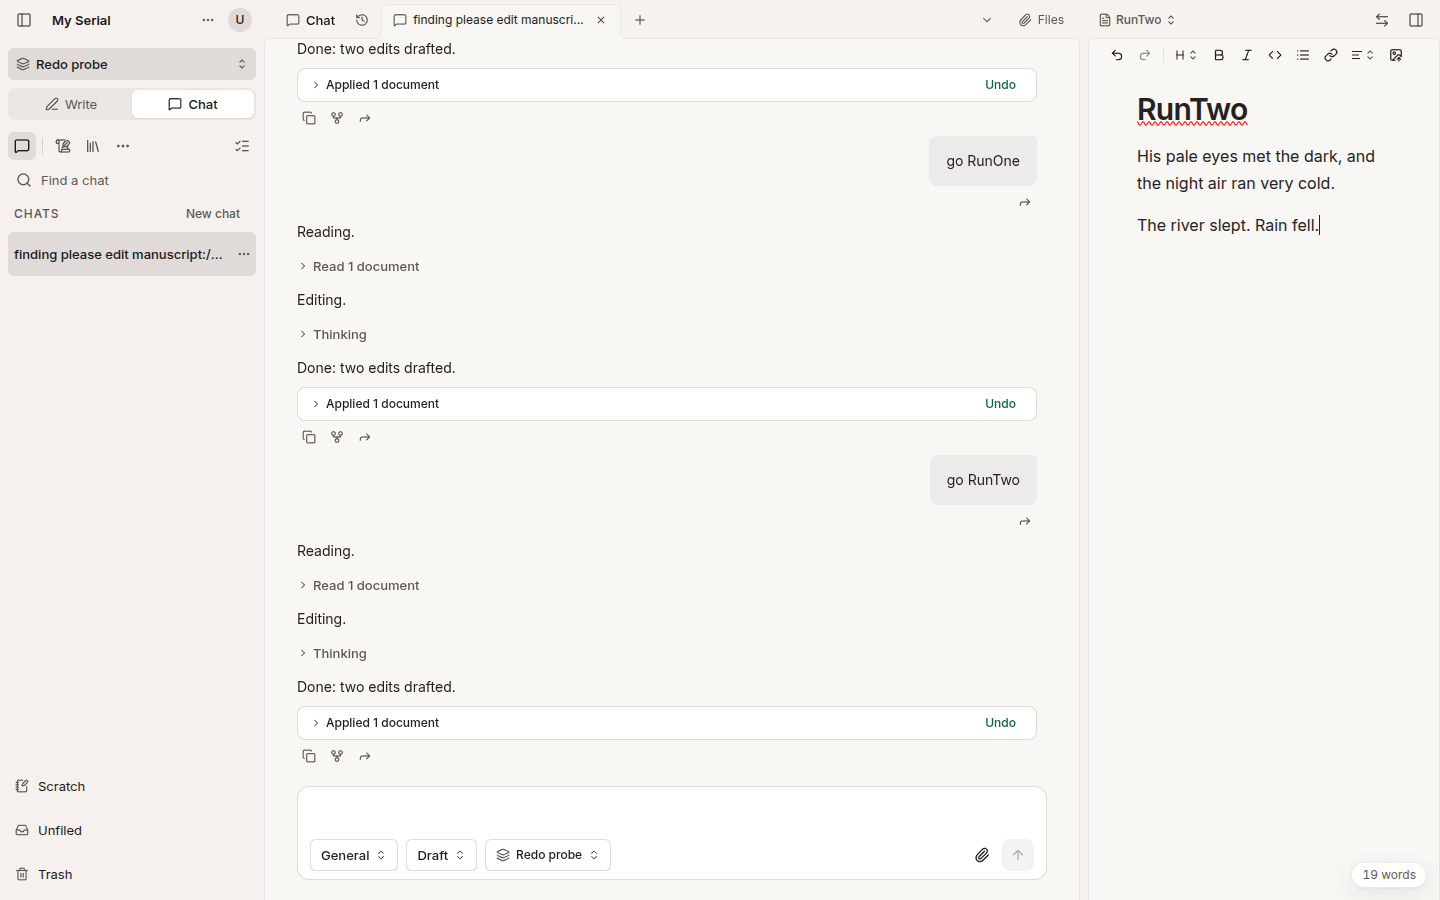 My Serial
U
Chat
finding please edit manuscri...
Files
RunTwo
Redo probe
Write
Chat
Find a chat
CHATS
New chat
finding please edit manuscript:/...
Scratch
Unfiled
Trash
Done: two edits drafted.
Applied 1 document
Undo
go RunOne
Reading.
Read 1 document
Editing.
Thinking
Done: two edits drafted.
Applied 1 document
Undo
go RunTwo
Reading.
Read 1 document
Editing.
Thinking
Done: two edits drafted.
Applied 1 document
Undo
General
Draft
Redo probe
H
B
I
RunTwo
His pale eyes met the dark, and
the night air ran very cold.
The river slept. Rain fell.
19 words